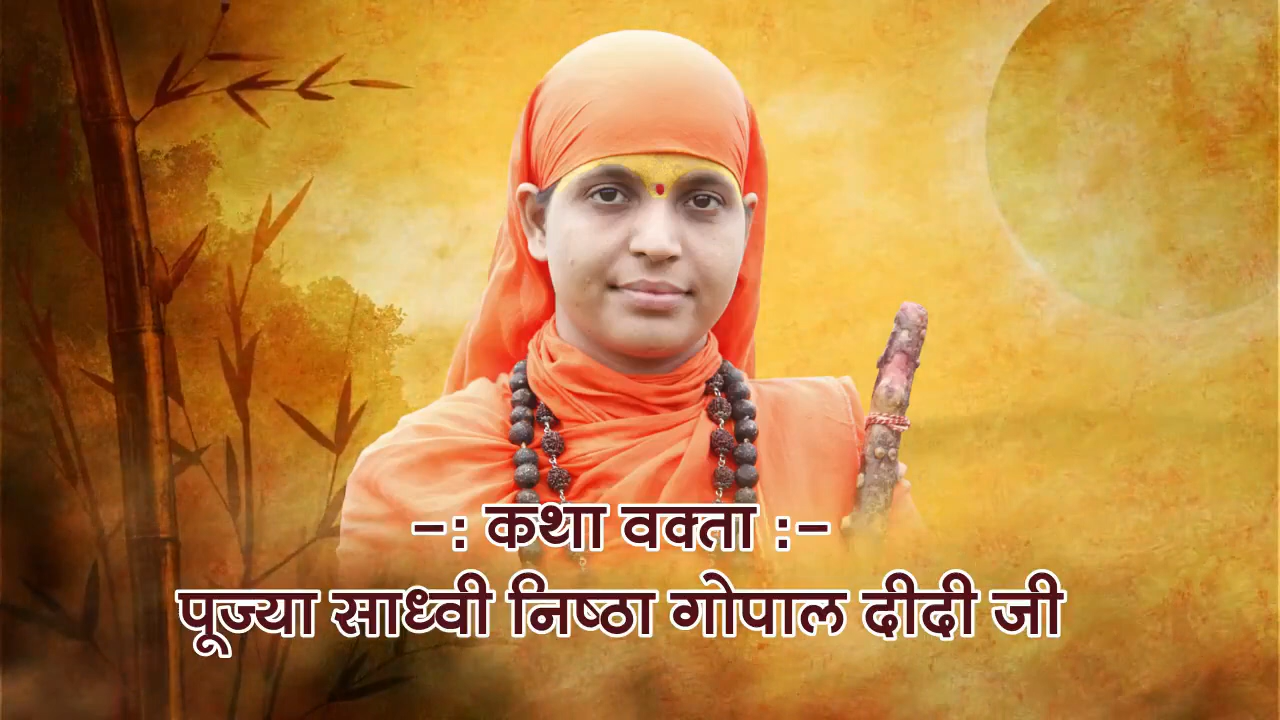 -: कथा वक्ता :-
पूज्या साध्वी निष्ठा गोपाल दीदी जी